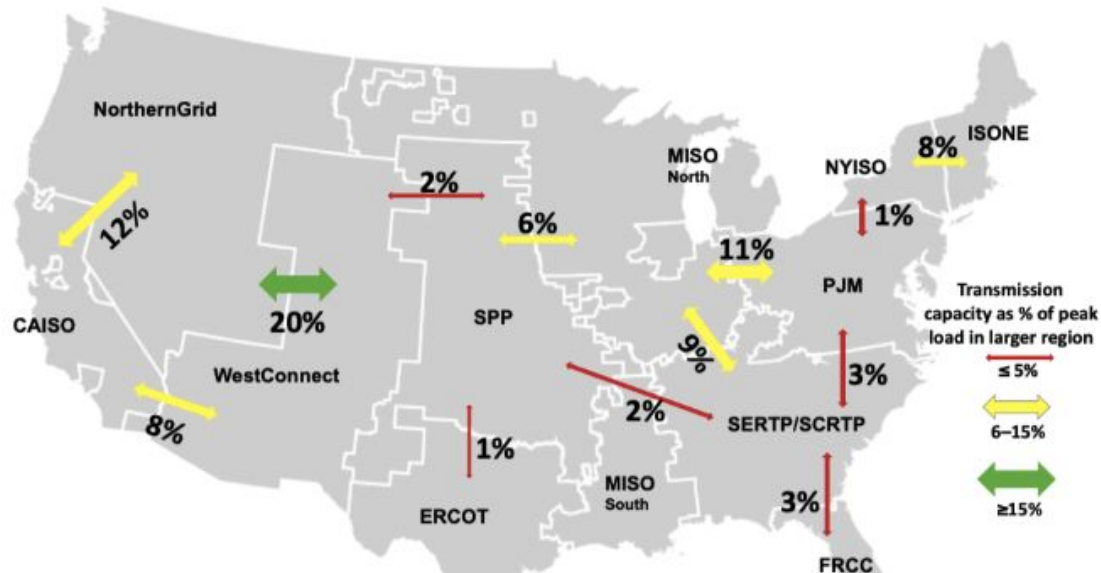 NorthernGrid
ISONE
8%
MISO
North
NYISO
2%
12%
6%
1%
11%
PJM
Transmission
capacity as % of peak
load in larger region
≤ 5%
CAISO
20%
SPP
9%
WestConnect
3%
2%
8%
SERTP/SCRTP
6–15%
1%
MISO
South
3%
≥15%
ERCOT
FRCC